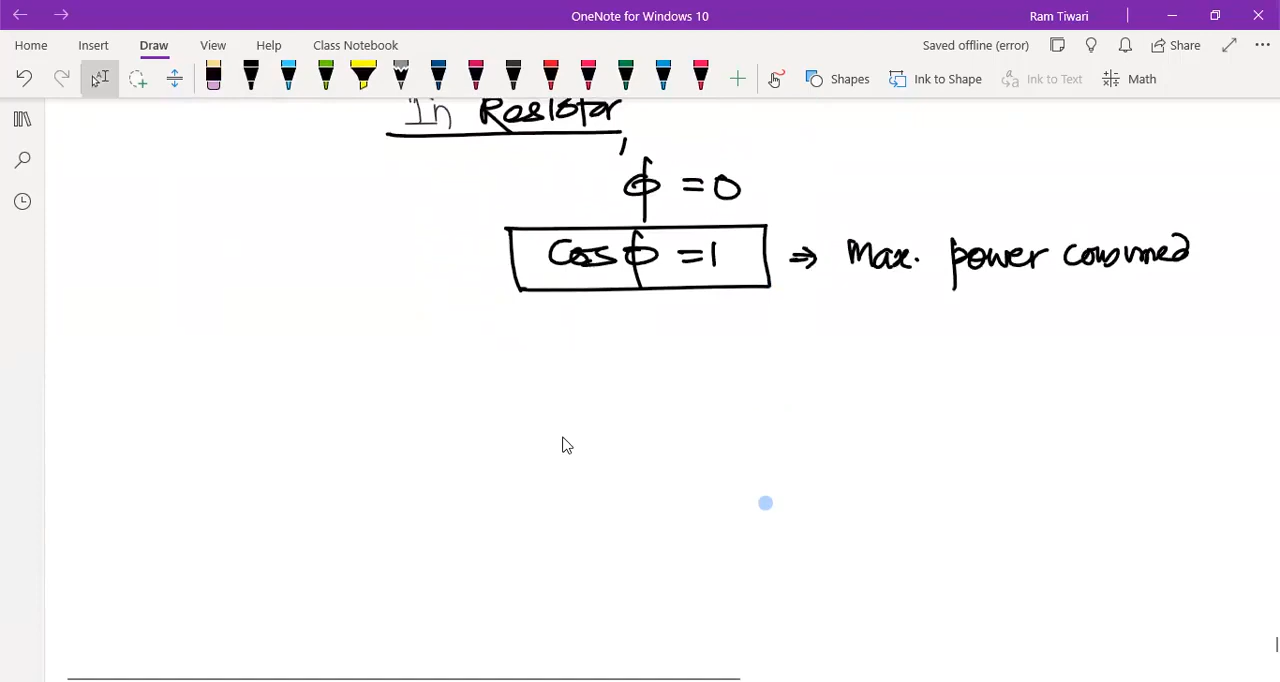 OneNote for Windows 10
Ram Tiwari
Home Insert Draw View Help Class Notebook
Saved offline (error) Share
Shapes Ink to Shape Ink to Text Math
In Resistor,
ϕ = 0
Cos ϕ = 1 ⇒ Max. power consumed